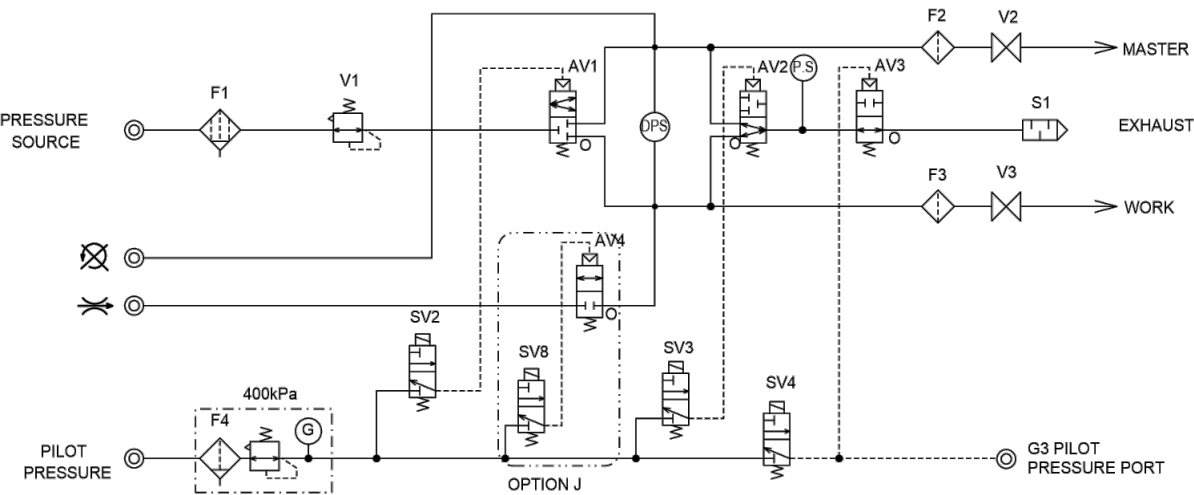 F2
V2
MASTER
AV1
AV2
P.S
AV3
V1
F1
S1
PRESSURE
SOURCE
DPS
EXHAUST
O
O
O
F3
V3
WORK
AV4
O
SV2
SV8
SV3
SV4
400kPa
F4
G
PILOT
PRESSURE
G3 PILOT
PRESSURE PORT
OPTION J